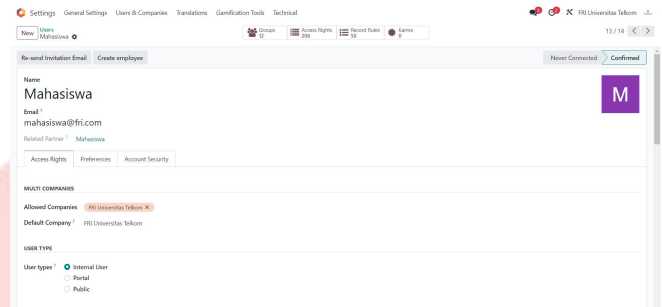 Settings General Settings Users & Companies Translations Gamification Tools Technical FRI Universitas Telkom
New Users Mahasiswa
Groups 12 Access Rights 206 Record Rules 59 Karma 0
13 / 14
Re-send Invitation Email Create employee Never Connected Confirmed
Name
Mahasiswa
M
Email ?
mahasiswa@fri.com
Related Partner ? Mahasiswa
Access Rights Preferences Account Security
MULTI COMPANIES
Allowed Companies FRI Universitas Telkom ×
Default Company ? FRI Universitas Telkom
USER TYPE
User types ? Internal User
Portal
Public